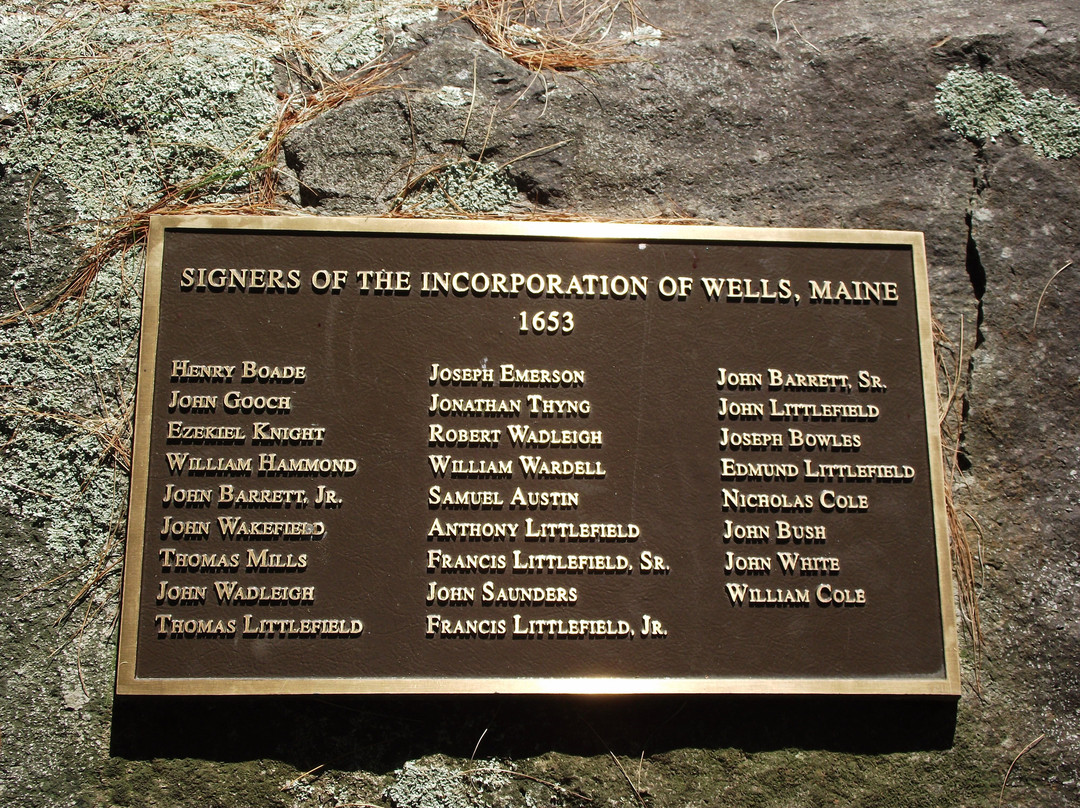 SIGNERS OF THE INCORPORATION OF WELLS, MAINE
1653
HENRY BOADE
JOHN GOOCH
EZEKIEL KNIGHT
WILLIAM HAMMOND
JOHN BARRETT, JR.
JOHN WAKEFIELD
THOMAS MILLS
JOHN WADLEIGH
THOMAS LITTLEFIELD
JOSEPH EMERSON
JONATHAN THYNG
ROBERT WADLEIGH
WILLIAM WARDELL
SAMUEL AUSTIN
ANTHONY LITTLEFIELD
FRANCIS LITTLEFIELD, SR.
JOHN SAUNDERS
FRANCIS LITTLEFIELD, JR.
JOHN BARRETT, SR.
JOHN LITTLEFIELD
JOSEPH BOWLES
EDMUND LITTLEFIELD
NICHOLAS COLE
JOHN BUSH
JOHN WHITE
WILLIAM COLE